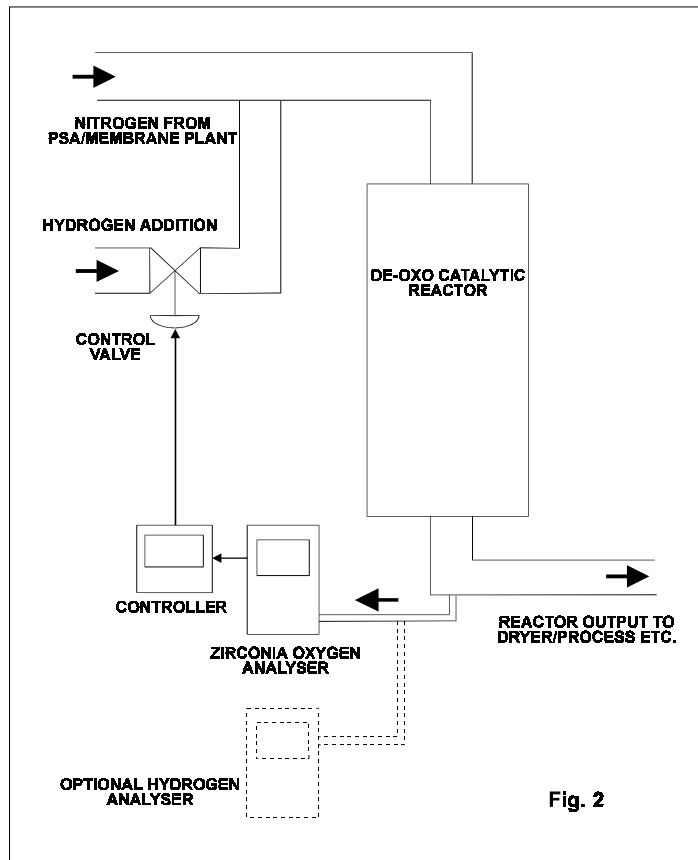 NITROGEN FROM
PSA/MEMBRANE PLANT
HYDROGEN ADDITION
DE-OXO CATALYTIC
REACTOR
CONTROL
VALVE
CONTROLLER
ZIRCONIA OXYGEN
ANALYSER
REACTOR OUTPUT TO
DRYER/PROCESS ETC.
OPTIONAL HYDROGEN
ANALYSER
Fig. 2